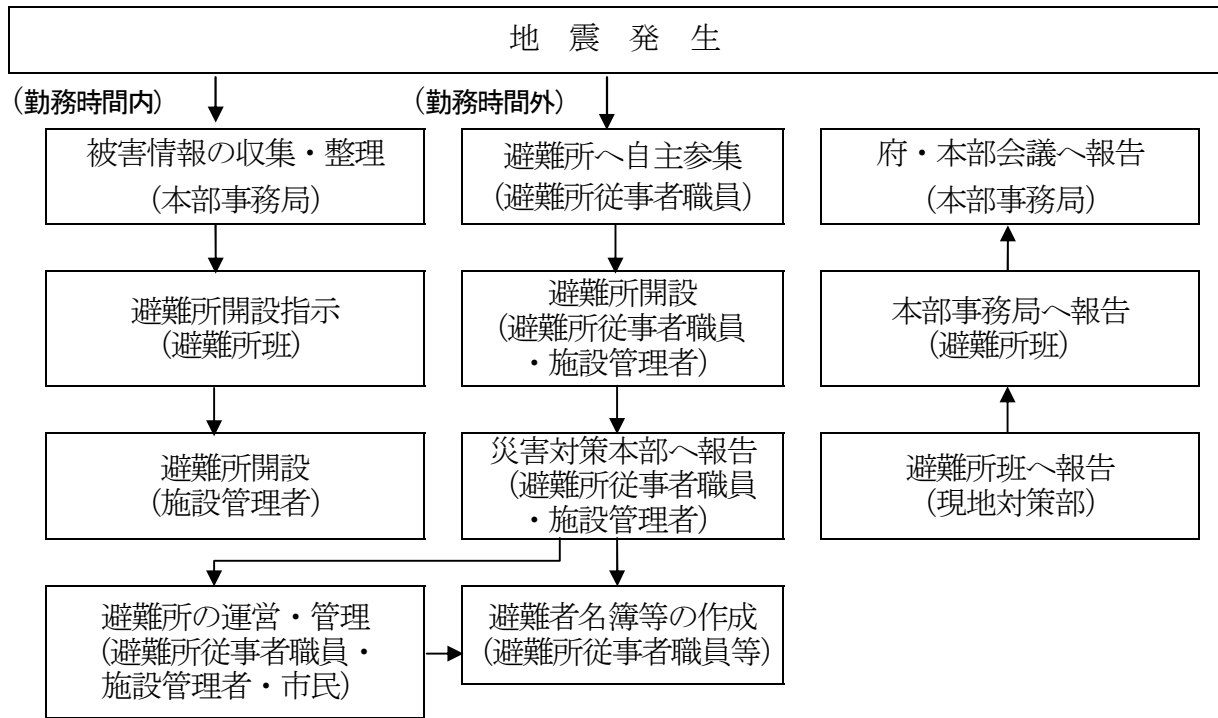 地 震 発 生
(勤務時間内)
(勤務時間外)
被害情報の収集・整理
(本部事務局)
避難所へ自主参集
(避難所従事者職員)
府・本部会議へ報告
(本部事務局)
避難所開設指示
(避難所班)
避難所開設
(避難所従事者職員
・施設管理者)
本部事務局へ報告
(避難所班)
避難所開設
(施設管理者)
災害対策本部へ報告
(避難所従事者職員
・施設管理者)
避難所班へ報告
(現地対策部)
避難所の運営・管理
(避難所従事者職員・
施設管理者・市民)
避難者名簿等の作成
(避難所従事者職員等)